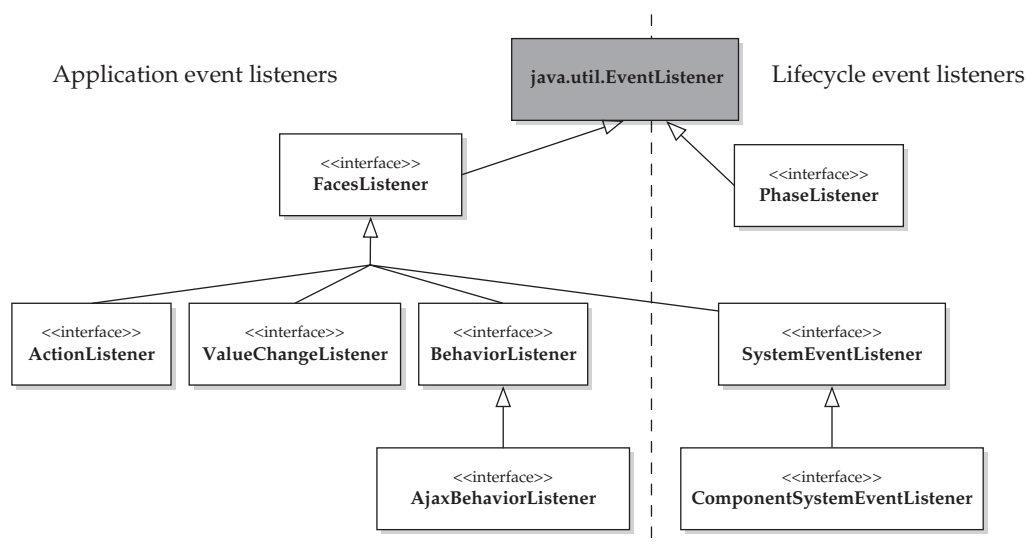 Application event listeners
java.util.EventListener
Lifecycle event listeners
<<interface>>
FacesListener
<<interface>>
PhaseListener
<<interface>>
ActionListener
<<interface>>
ValueChangeListener
<<interface>>
BehaviorListener
<<interface>>
SystemEventListener
<<interface>>
AjaxBehaviorListener
<<interface>>
ComponentSystemEventListener